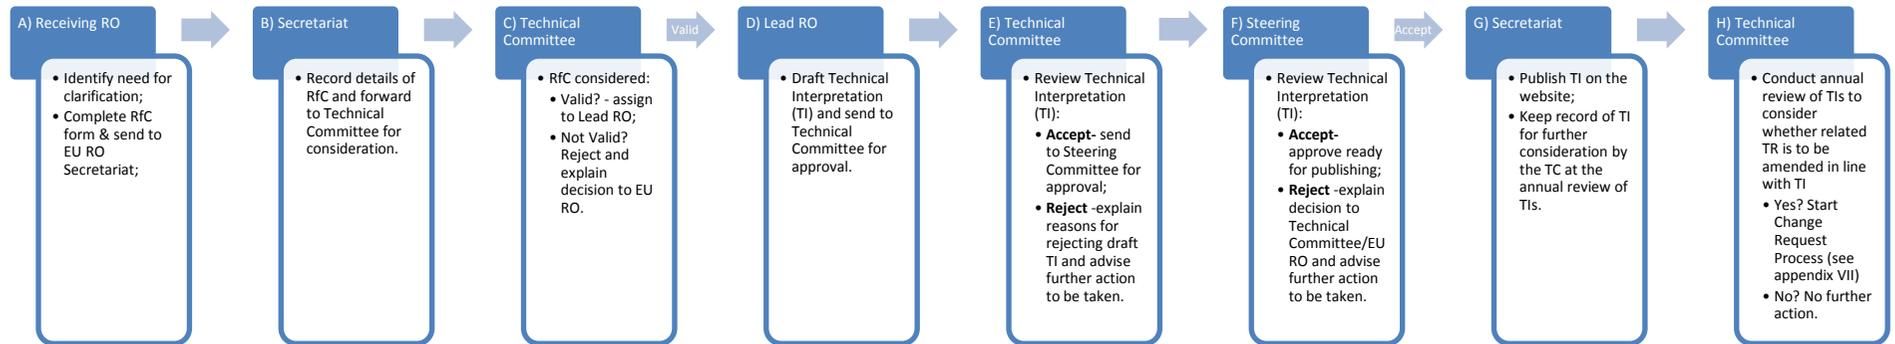 A) Receiving RO
• Identify need for
clarification;
• Complete RfC
form & send to
EU RO
Secretariat;
B) Secretariat
• Record details of
RfC and forward
to Technical
Committee for
consideration.
C) Technical
Committee
• RfC considered:
• Valid? - assign
to Lead RO;
• Not Valid?
Reject and
explain
decision to EU
RO.
Valid
D) Lead RO
• Draft Technical
Interpretation
(TI) and send to
Technical
Committee for
approval.
E) Technical
Committee
• Review Technical
Interpretation
(TI):
• Accept- send
to Steering
Committee for
approval;
• Reject -explain
reasons for
rejecting draft
TI and advise
further action
to be taken.
F) Steering
Committee
• Review Technical
Interpretation
(TI):
• Accept-
approve ready
for publishing;
• Reject -explain
decision to
Technical
Committee/EU
RO and advise
further action
to be taken.
Accept
G) Secretariat
• Publish TI on the
website;
• Keep record of TI
for further
consideration by
the TC at the
annual review of
TIs.
H) Technical
Committee
• Conduct annual
review of TIs to
consider
whether related
TR is to be
amended in line
with TI
• Yes? Start
Change
Request
Process (see
appendix VII)
• No? No further
action.